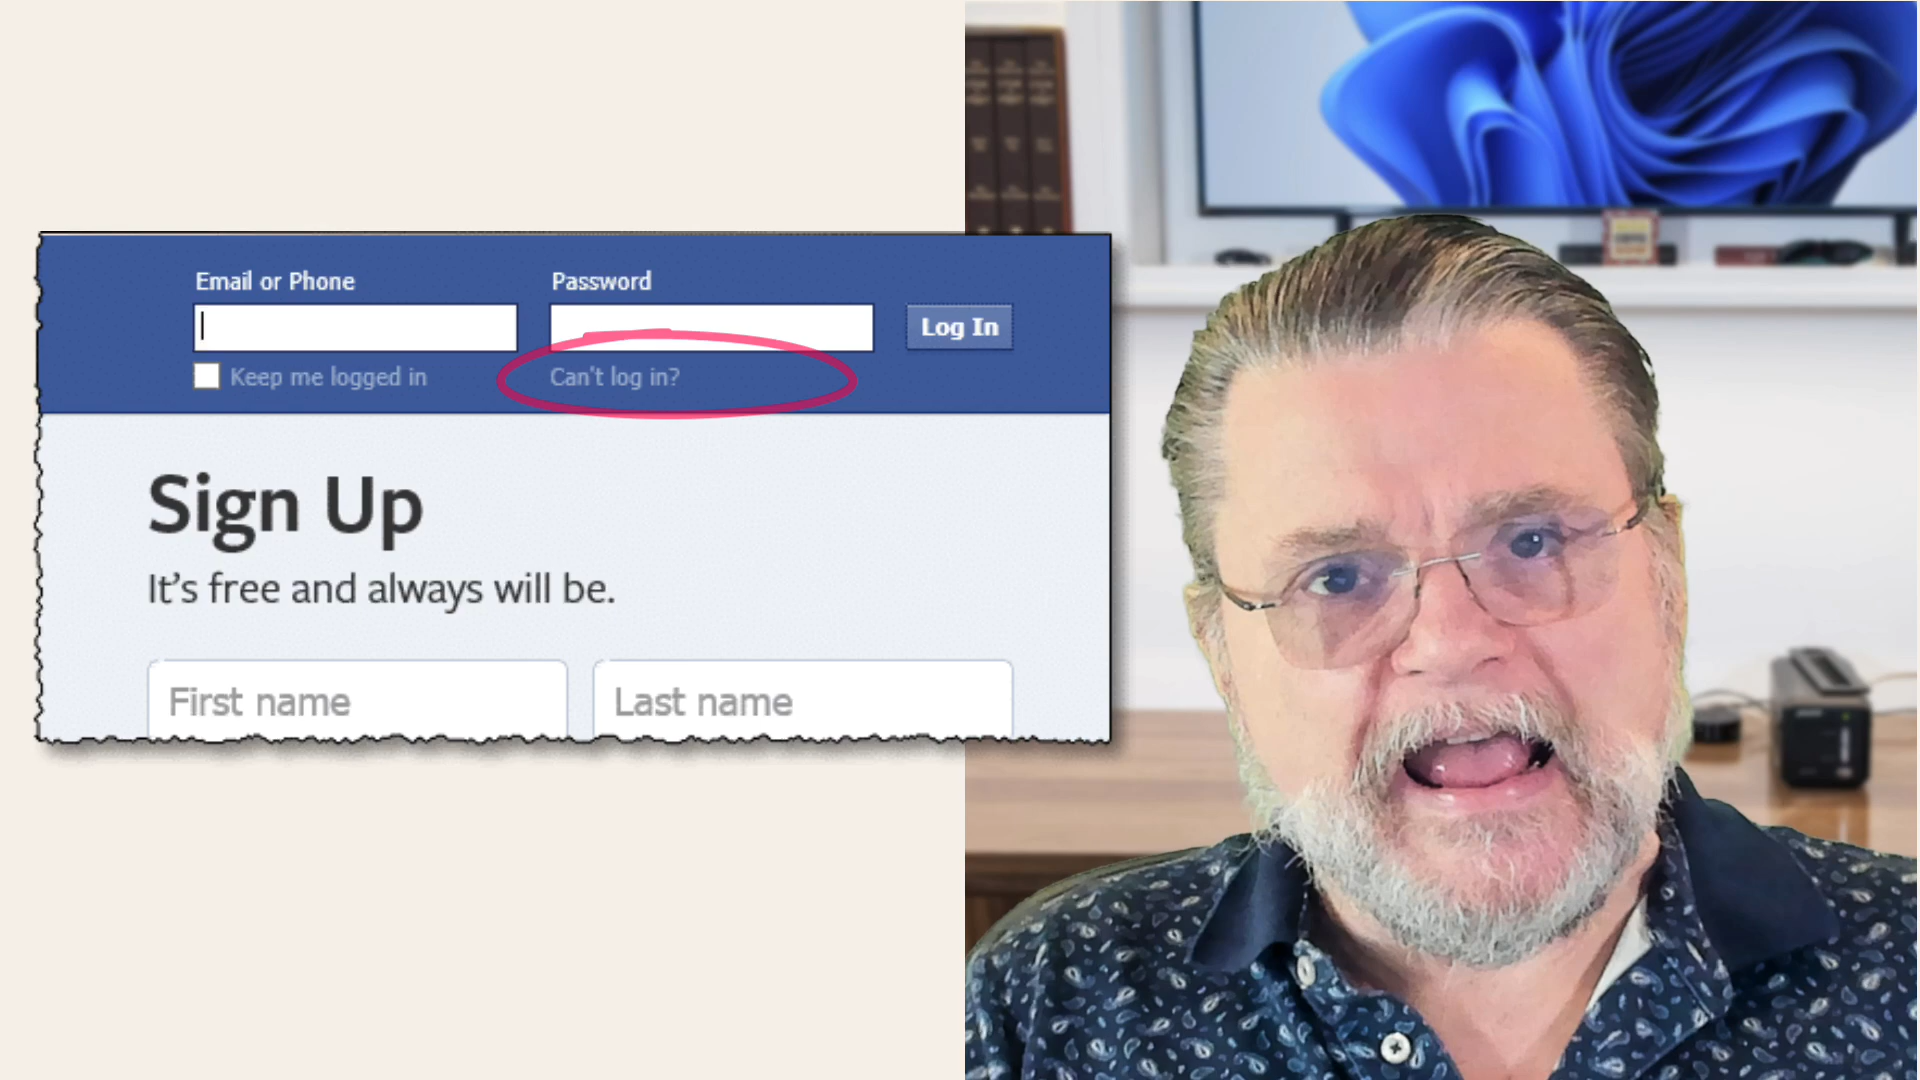 Email or Phone
Password
Log In
Keep me logged in
Can't log in?
Sign Up
It's free and always will be.
First name
Last name